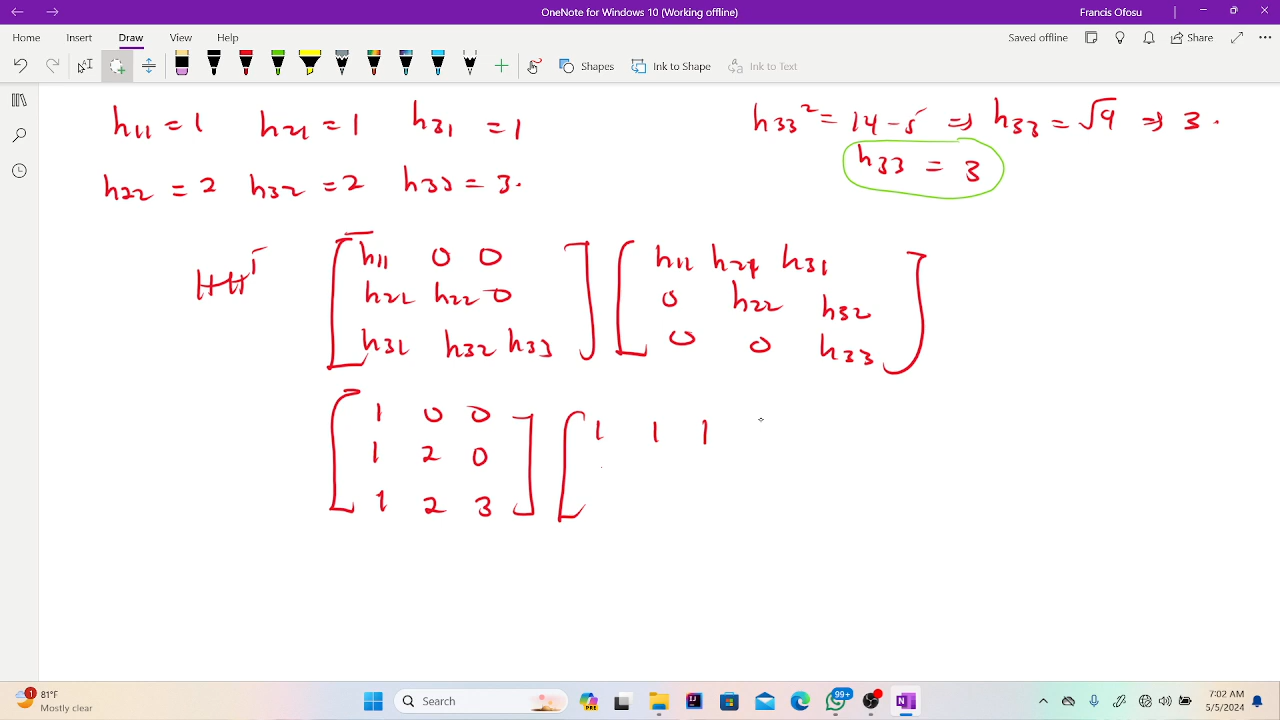 OneNote for Windows 10 (Working offline)
Francis Ofosu
Home Insert Draw View Help
Saved offline
Share
Shapes
Ink to Shape
Ink to Text
h11 = 1 h21 = 1 h31 = 1
h33² = 14 - 5 ⇒ h33 = √9 ⇒ 3.
h33 = 3
h22 = 2 h32 = 2 h33 = 3.
HHᵀ
h11 0 0
h21 h22 0
h31 h32 h33
h11 h21 h31
0 h22 h32
0 0 h33
1 0 0
1 2 0
1 2 3
1 1 1
1
81°F
Mostly clear
Search
PRE
99+
7:02 AM
5/5/2024